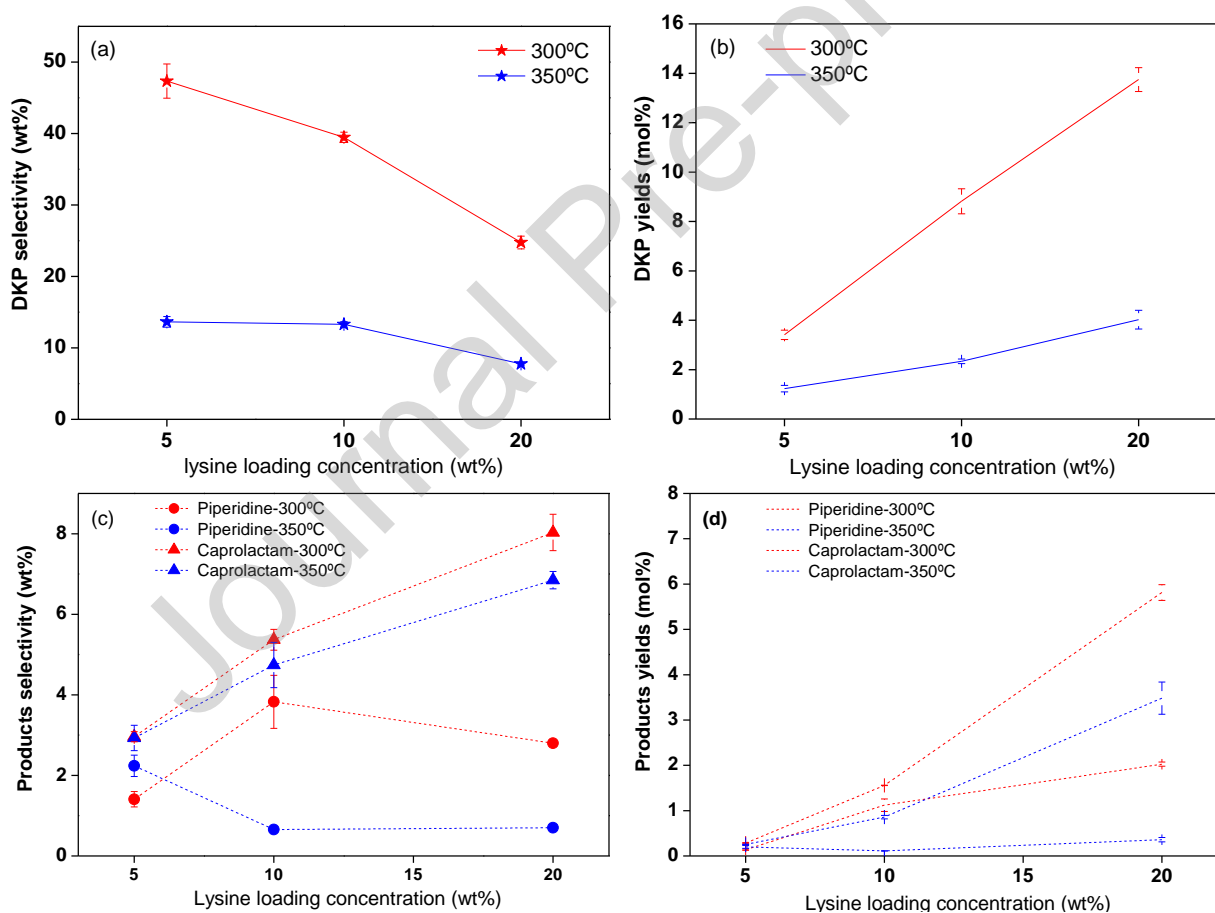 (a)
300ºC
350ºC
50
40
30
20
10
0
DKP selectivity (wt%)
5
10
20
lysine loading concentration (wt%)
(b)
300ºC
350ºC
16
14
12
10
8
6
4
2
0
DKP yields (mol%)
5
10
20
Lysine loading concentration (wt%)
(c)
Piperidine-300ºC
Piperidine-350ºC
Caprolactam-300ºC
Caprolactam-350ºC
8
6
4
2
0
Products selectivity (wt%)
5
10
15
20
Lysine loading concentration (wt%)
(d)
Piperidine-300ºC
Piperidine-350ºC
Caprolactam-300ºC
Caprolactam-350ºC
8
7
6
5
4
3
2
1
0
Products yields (mol%)
5
10
15
20
Lysine loading concentration (wt%)
Journal Pre-p